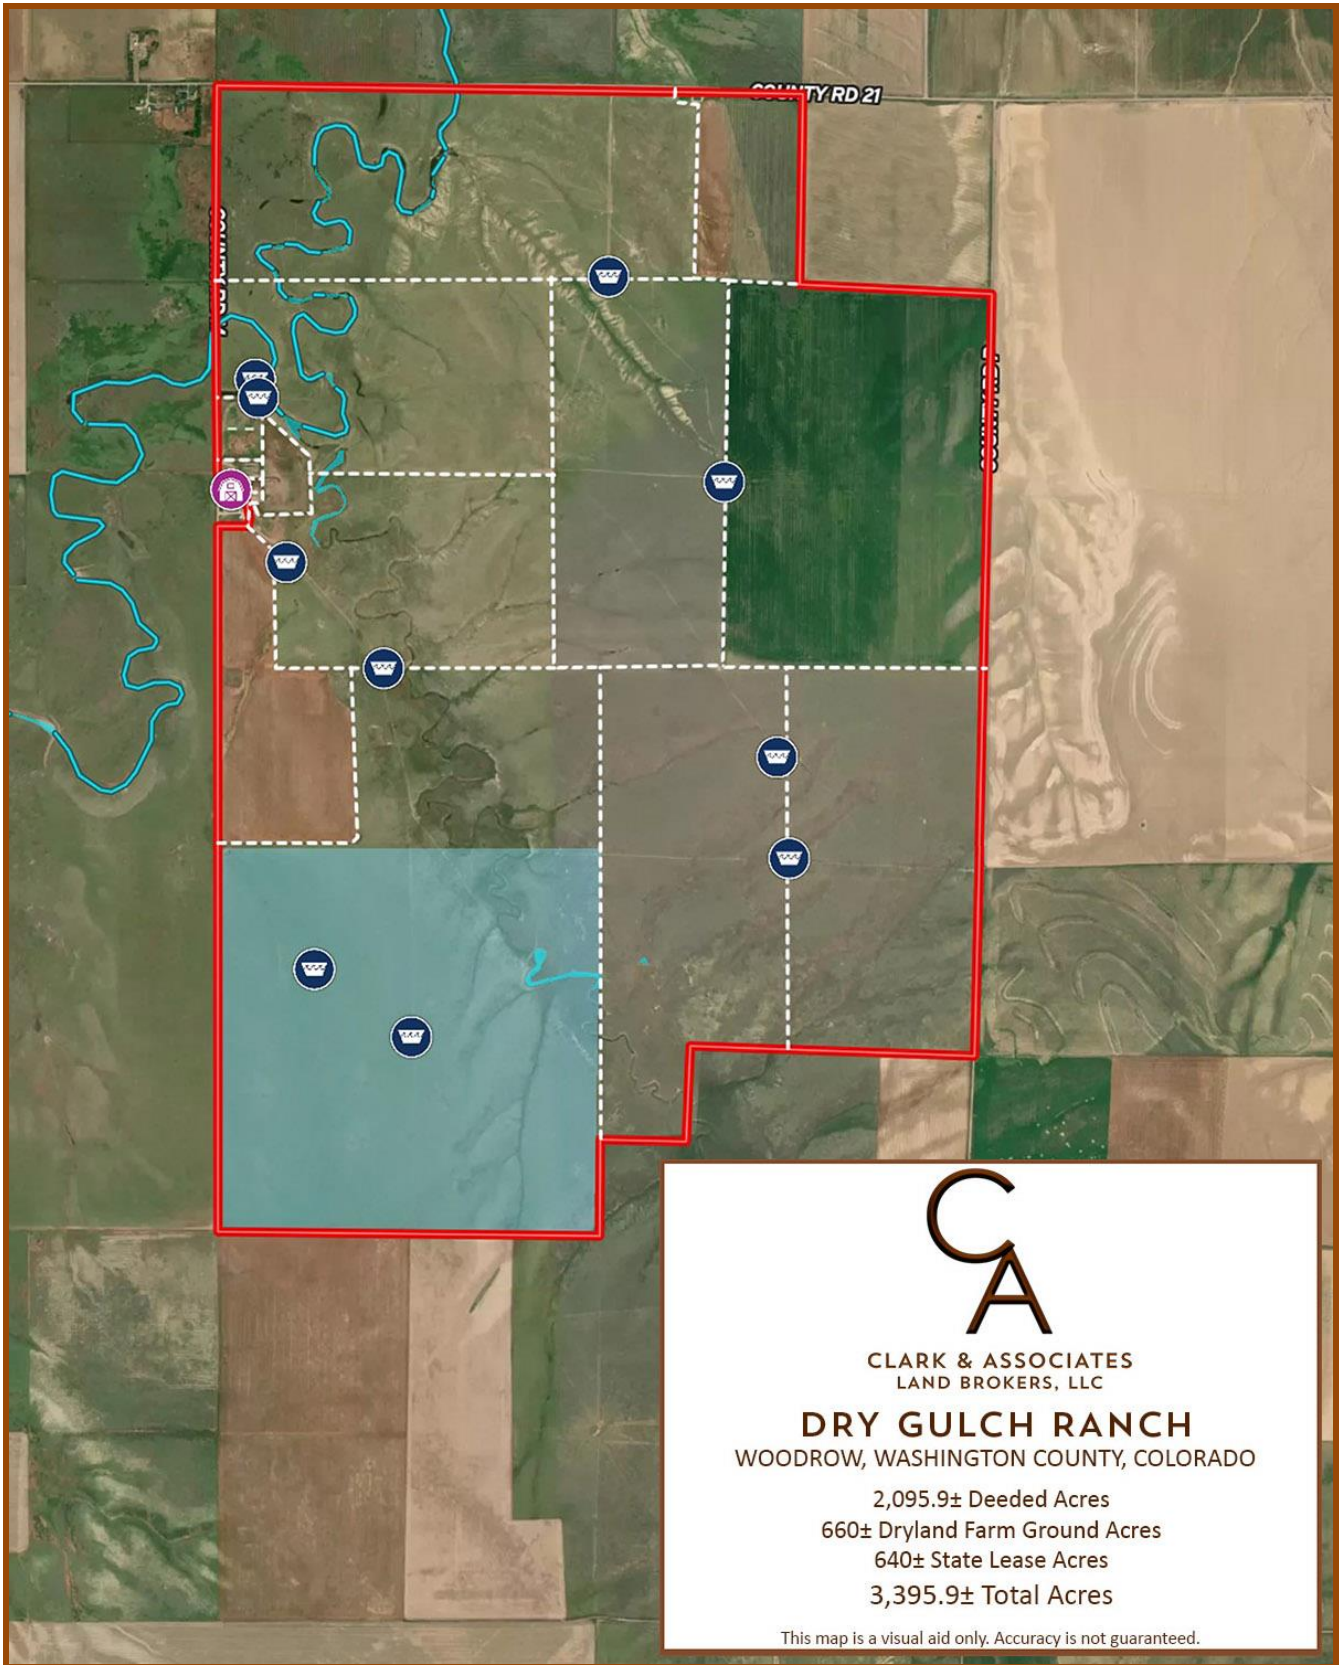 COUNTY RD 21
COUNTY RD P
CA
CLARK & ASSOCIATES
LAND BROKERS, LLC
DRY GULCH RANCH
WOODROW, WASHINGTON COUNTY, COLORADO
2,095.9± Deeded Acres
660± Dryland Farm Ground Acres
640± State Lease Acres
3,395.9± Total Acres
This map is a visual aid only. Accuracy is not guaranteed.